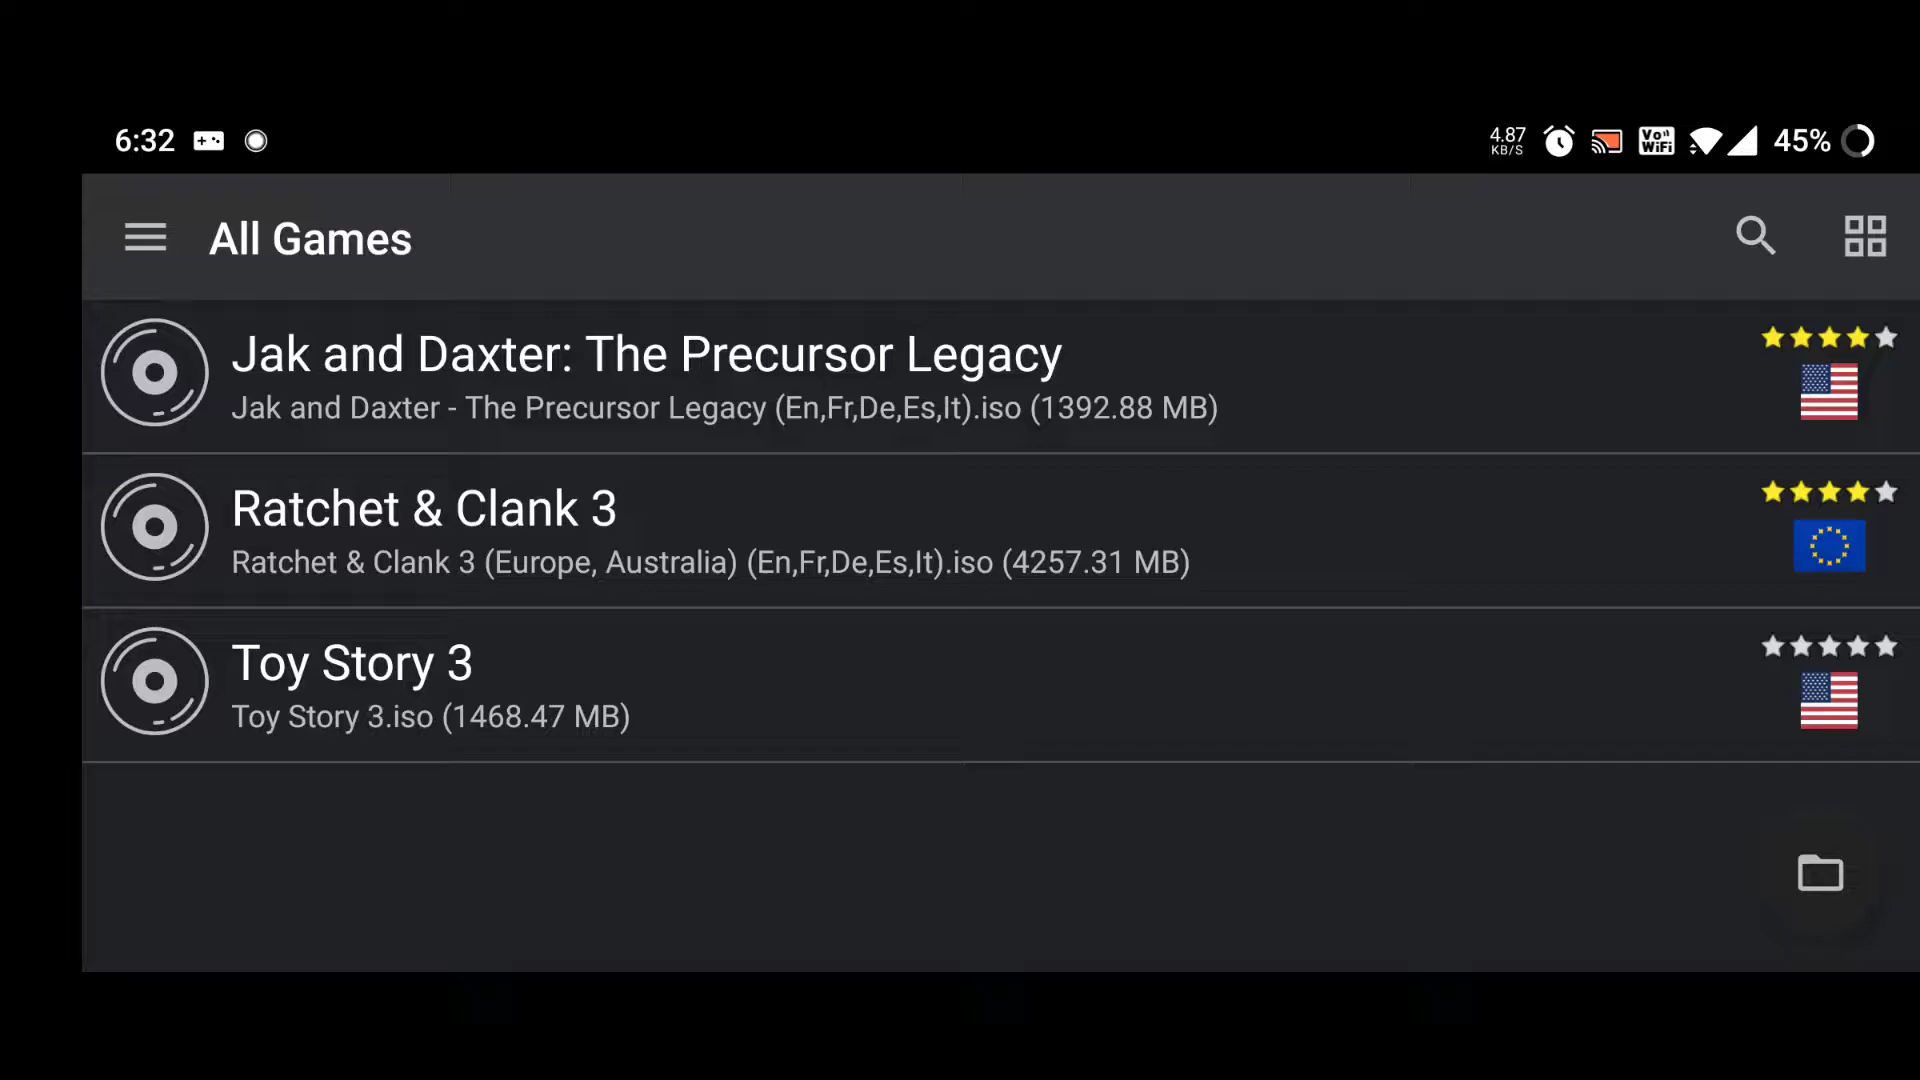 6:32
4.87
KB/S
Vo
WiFi
45%
All Games
Jak and Daxter: The Precursor Legacy
Jak and Daxter - The Precursor Legacy (En,Fr,De,Es,It).iso (1392.88 MB)
Ratchet & Clank 3
Ratchet & Clank 3 (Europe, Australia) (En,Fr,De,Es,It).iso (4257.31 MB)
Toy Story 3
Toy Story 3.iso (1468.47 MB)